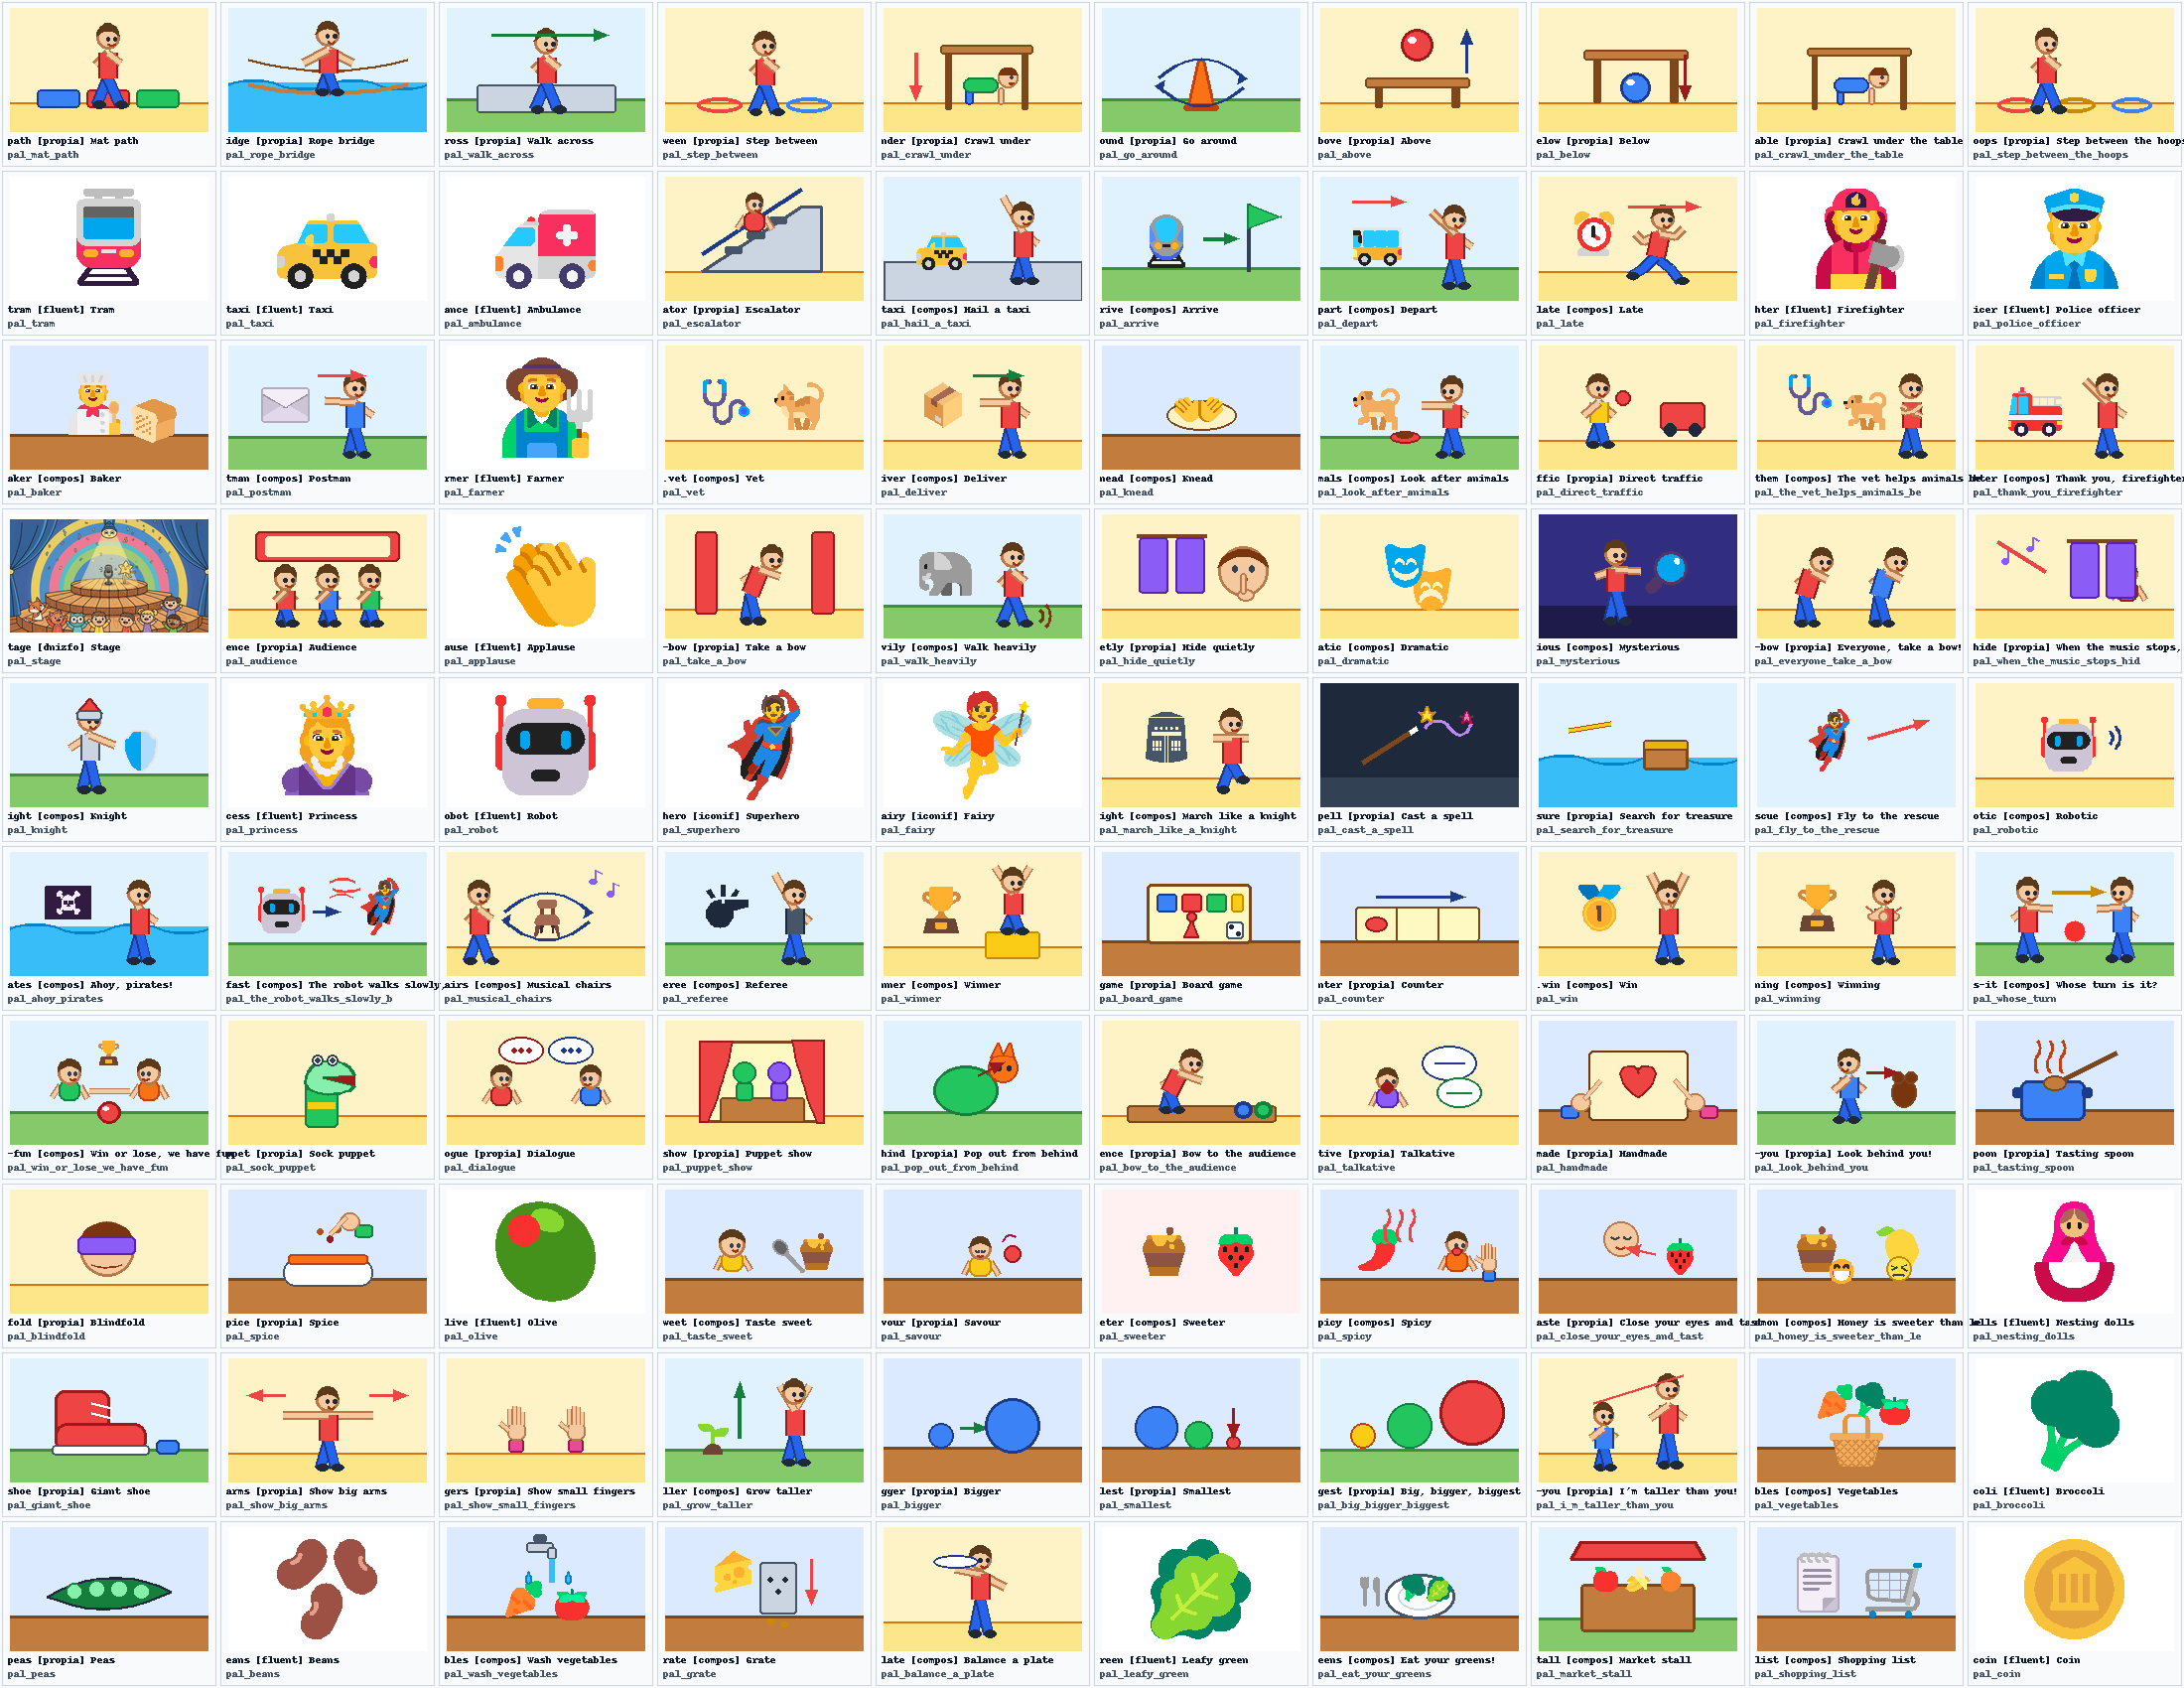 path [propia] Mat path
pal_mat_path
idge [propia] Rope bridge
pal_rope_bridge
ross [propia] Walk across
pal_walk_across
ween [propia] Step between
pal_step_between
nder [propia] Crawl under
pal_crawl_under
ound [propia] Go around
pal_go_around
bove [propia] Above
pal_above
elow [propia] Below
pal_below
able [propia] Crawl under the table
pal_crawl_under_the_table
oops [propia] Step between the hoops
pal_step_between_the_hoops
tram [fluent] Tram
pal_tram
taxi [fluent] Taxi
pal_taxi
ance [fluent] Ambulance
pal_ambulance
ator [propia] Escalator
pal_escalator
taxi [compos] Hail a taxi
pal_hail_a_taxi
rive [compos] Arrive
pal_arrive
part [compos] Depart
pal_depart
late [compos] Late
pal_late
hter [fluent] Firefighter
pal_firefighter
icer [fluent] Police officer
pal_police_officer
aker [compos] Baker
pal_baker
tman [compos] Postman
pal_postman
rmer [fluent] Farmer
pal_farmer
.vet [compos] Vet
pal_vet
iver [compos] Deliver
pal_deliver
nead [compos] Knead
pal_knead
mals [compos] Look after animals
pal_look_after_animals
ffic [propia] Direct traffic
pal_direct_traffic
them [compos] The vet helps animals
pal_the_vet_helps_animals_be
hter [compos] Thank you, firefighter
pal_thank_you_firefighter
tage [dnizfo] Stage
pal_stage
ence [propia] Audience
pal_audience
ause [fluent] Applause
pal_applause
-bow [propia] Take a bow
pal_take_a_bow
vily [compos] Walk heavily
pal_walk_heavily
etly [propia] Hide quietly
pal_hide_quietly
atic [compos] Dramatic
pal_dramatic
ious [compos] Mysterious
pal_mysterious
-bow [propia] Everyone, take a bow!
pal_everyone_take_a_bow
hide [propia] When the music stops,
pal_when_the_music_stops_hid
ight [compos] Knight
pal_knight
cess [fluent] Princess
pal_princess
obot [fluent] Robot
pal_robot
hero [iconif] Superhero
pal_superhero
airy [iconif] Fairy
pal_fairy
ight [compos] March like a knight
pal_march_like_a_knight
pell [propia] Cast a spell
pal_cast_a_spell
sure [propia] Search for treasure
pal_search_for_treasure
scue [compos] Fly to the rescue
pal_fly_to_the_rescue
otic [compos] Robotic
pal_robotic
ates [compos] Ahoy, pirates!
pal_ahoy_pirates
fast [compos] The robot walks slowly,
pal_the_robot_walks_slowly_b
airs [compos] Musical chairs
pal_musical_chairs
eree [compos] Referee
pal_referee
nner [compos] Winner
pal_winner
game [propia] Board game
pal_board_game
nter [propia] Counter
pal_counter
.win [compos] Win
pal_win
ning [compos] Winning
pal_winning
s-it [compos] Whose turn is it?
pal_whose_turn
-fun [compos] Win or lose, we have fun
pal_win_or_lose_we_have_fun
ppet [propia] Sock puppet
pal_sock_puppet
ogue [propia] Dialogue
pal_dialogue
show [propia] Puppet show
pal_puppet_show
hind [propia] Pop out from behind
pal_pop_out_from_behind
ence [propia] Bow to the audience
pal_bow_to_the_audience
tive [propia] Talkative
pal_talkative
made [propia] Handmade
pal_handmade
-you [propia] Look behind you!
pal_look_behind_you
poon [propia] Tasting spoon
pal_tasting_spoon
fold [propia] Blindfold
pal_blindfold
pice [propia] Spice
pal_spice
live [fluent] Olive
pal_olive
weet [compos] Taste sweet
pal_taste_sweet
vour [propia] Savour
pal_savour
eter [compos] Sweeter
pal_sweeter
picy [compos] Spicy
pal_spicy
aste [propia] Close your eyes and tast
pal_close_your_eyes_and_tast
mon [compos] Honey is sweeter than le
pal_honey_is_sweeter_than_le
olls [fluent] Nesting dolls
pal_nesting_dolls
shoe [propia] Giant shoe
pal_giant_shoe
arms [propia] Show big arms
pal_show_big_arms
gers [propia] Show small fingers
pal_show_small_fingers
ller [compos] Grow taller
pal_grow_taller
gger [propia] Bigger
pal_bigger
lest [propia] Smallest
pal_smallest
gest [propia] Big, bigger, biggest
pal_big_bigger_biggest
-you [propia] I'm taller than you!
pal_i_m_taller_than_you
bles [compos] Vegetables
pal_vegetables
coli [fluent] Broccoli
pal_broccoli
peas [propia] Peas
pal_peas
eans [fluent] Beans
pal_beans
bles [compos] Wash vegetables
pal_wash_vegetables
rate [compos] Grate
pal_grate
late [compos] Balance a plate
pal_balance_a_plate
reen [fluent] Leafy green
pal_leafy_green
eens [compos] Eat your greens!
pal_eat_your_greens
tall [compos] Market stall
pal_market_stall
list [compos] Shopping list
pal_shopping_list
coin [fluent] Coin
pal_coin